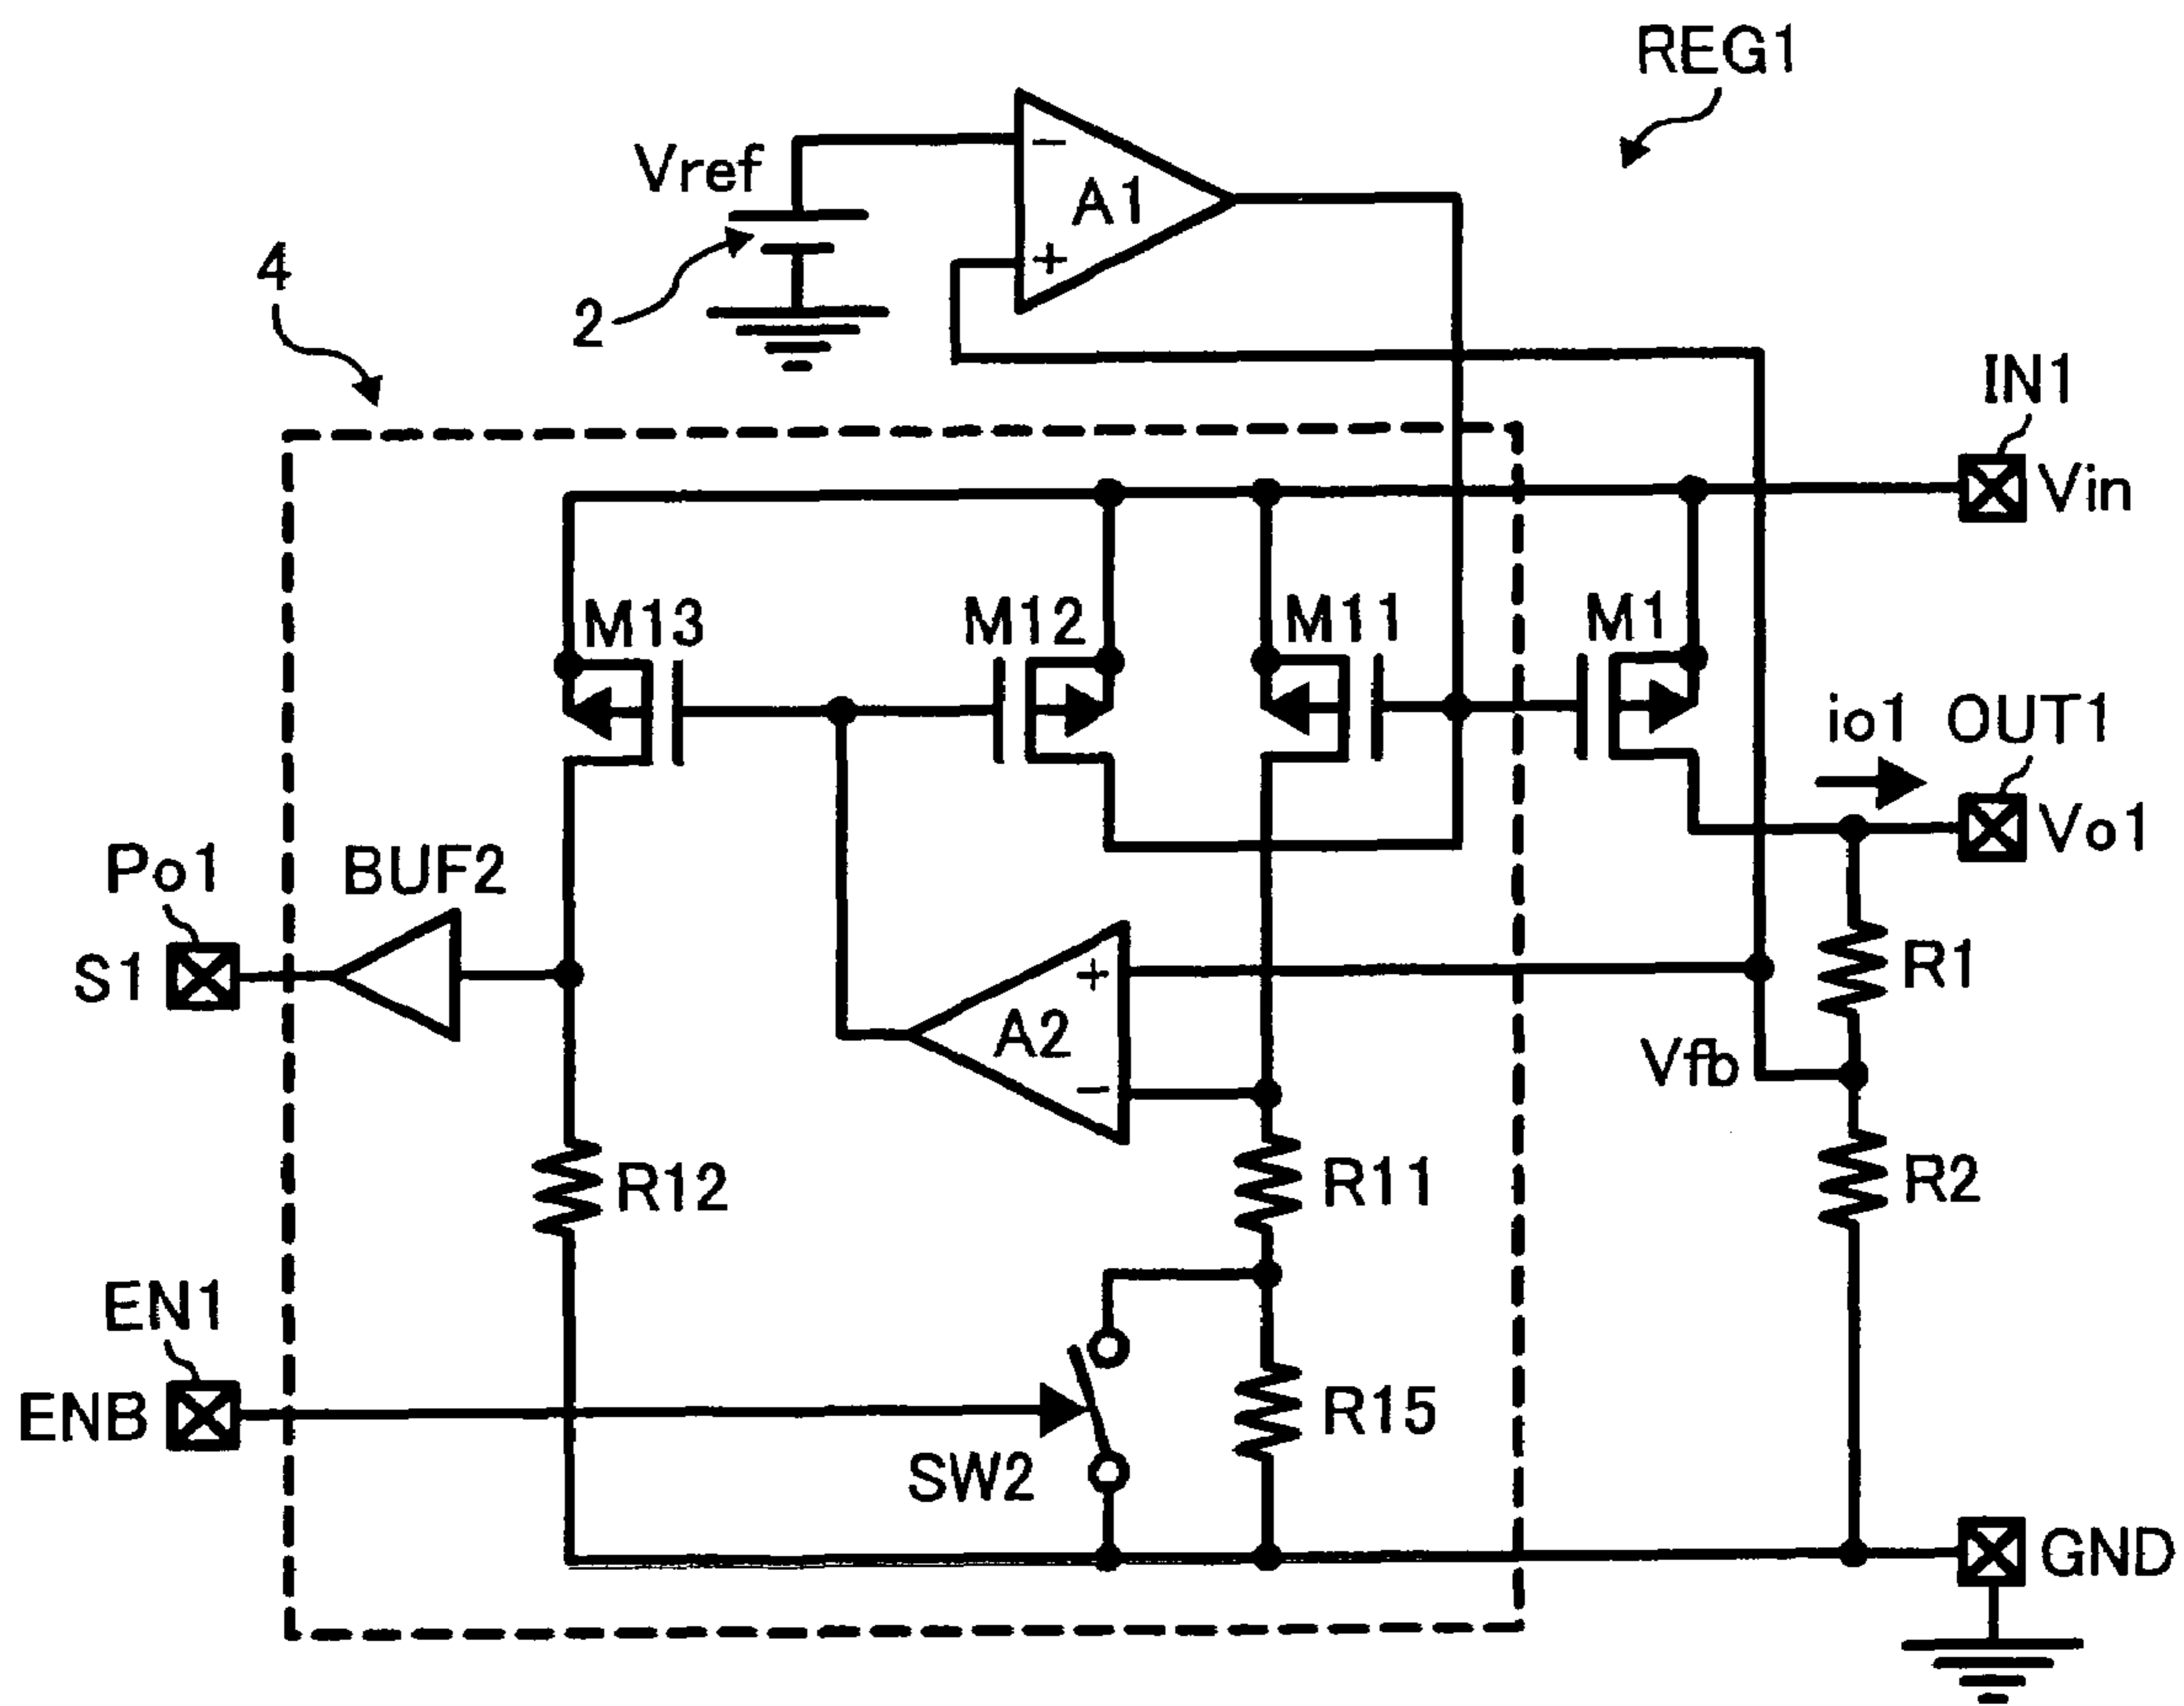 REG1
Vref
−
A1
+
4
2
IN1
Vin
M13
M12
M11
M1
io1
OUT1
Vo1
Po1
BUF2
S1
+
A2
−
R1
Vfb
R12
R11
R2
EN1
ENB
SW2
R15
GND